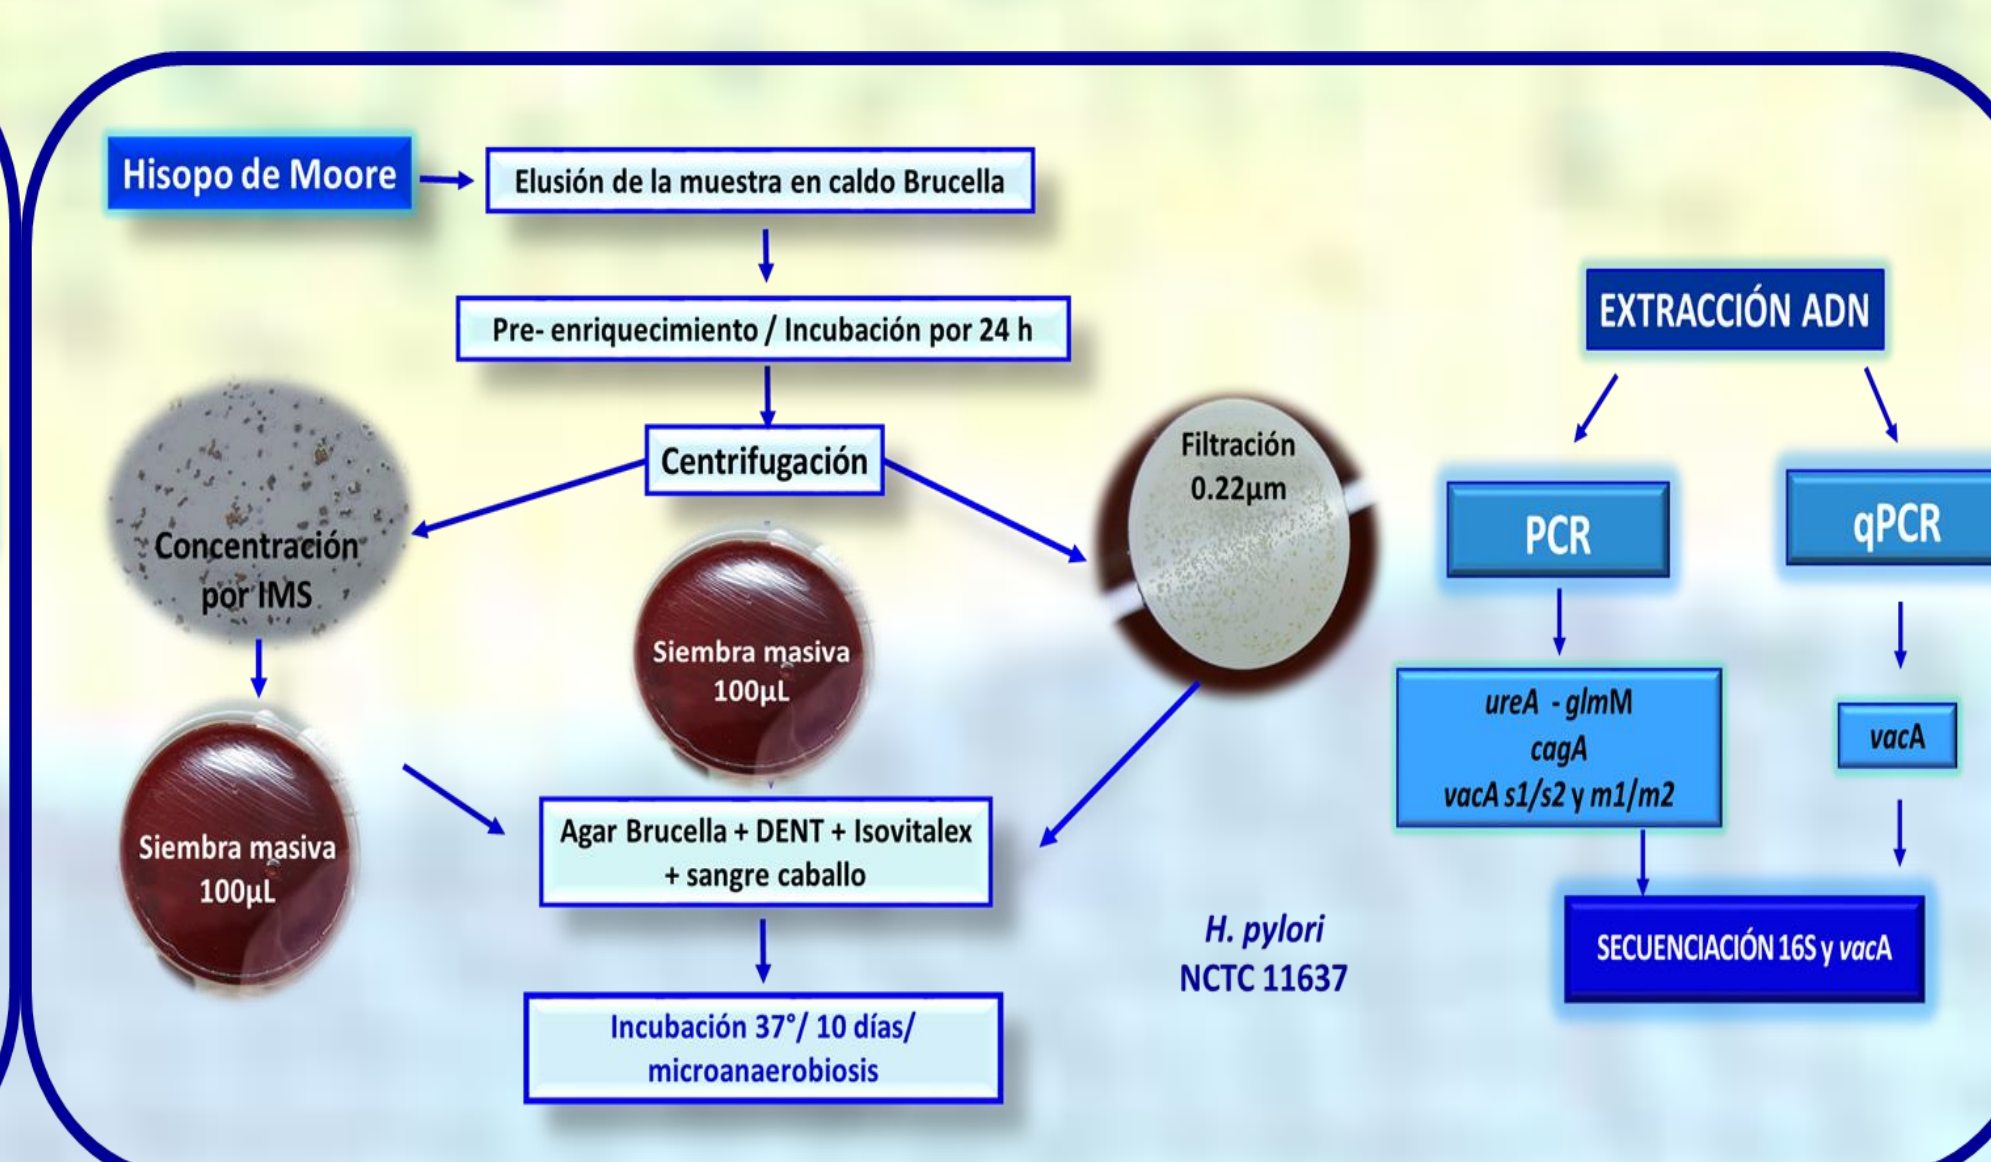 Hisopo de Moore
Elusión de la muestra en caldo Brucella
Pre- enriquecimiento / Incubación por 24 h
Centrifugación
Concentración
por IMS
Filtración
0.22µm
Siembra masiva
100µL
Siembra masiva
100µL
Agar Brucella + DENT + Isovitalex
+ sangre caballo
Incubación 37°/ 10 días/
microanaerobiosis
H. pylori
NCTC 11637
EXTRACCIÓN ADN
PCR
qPCR
ureA - glmM
cagA
vacA s1/s2 y m1/m2
vacA
SECUENCIACIÓN 16S y vacA